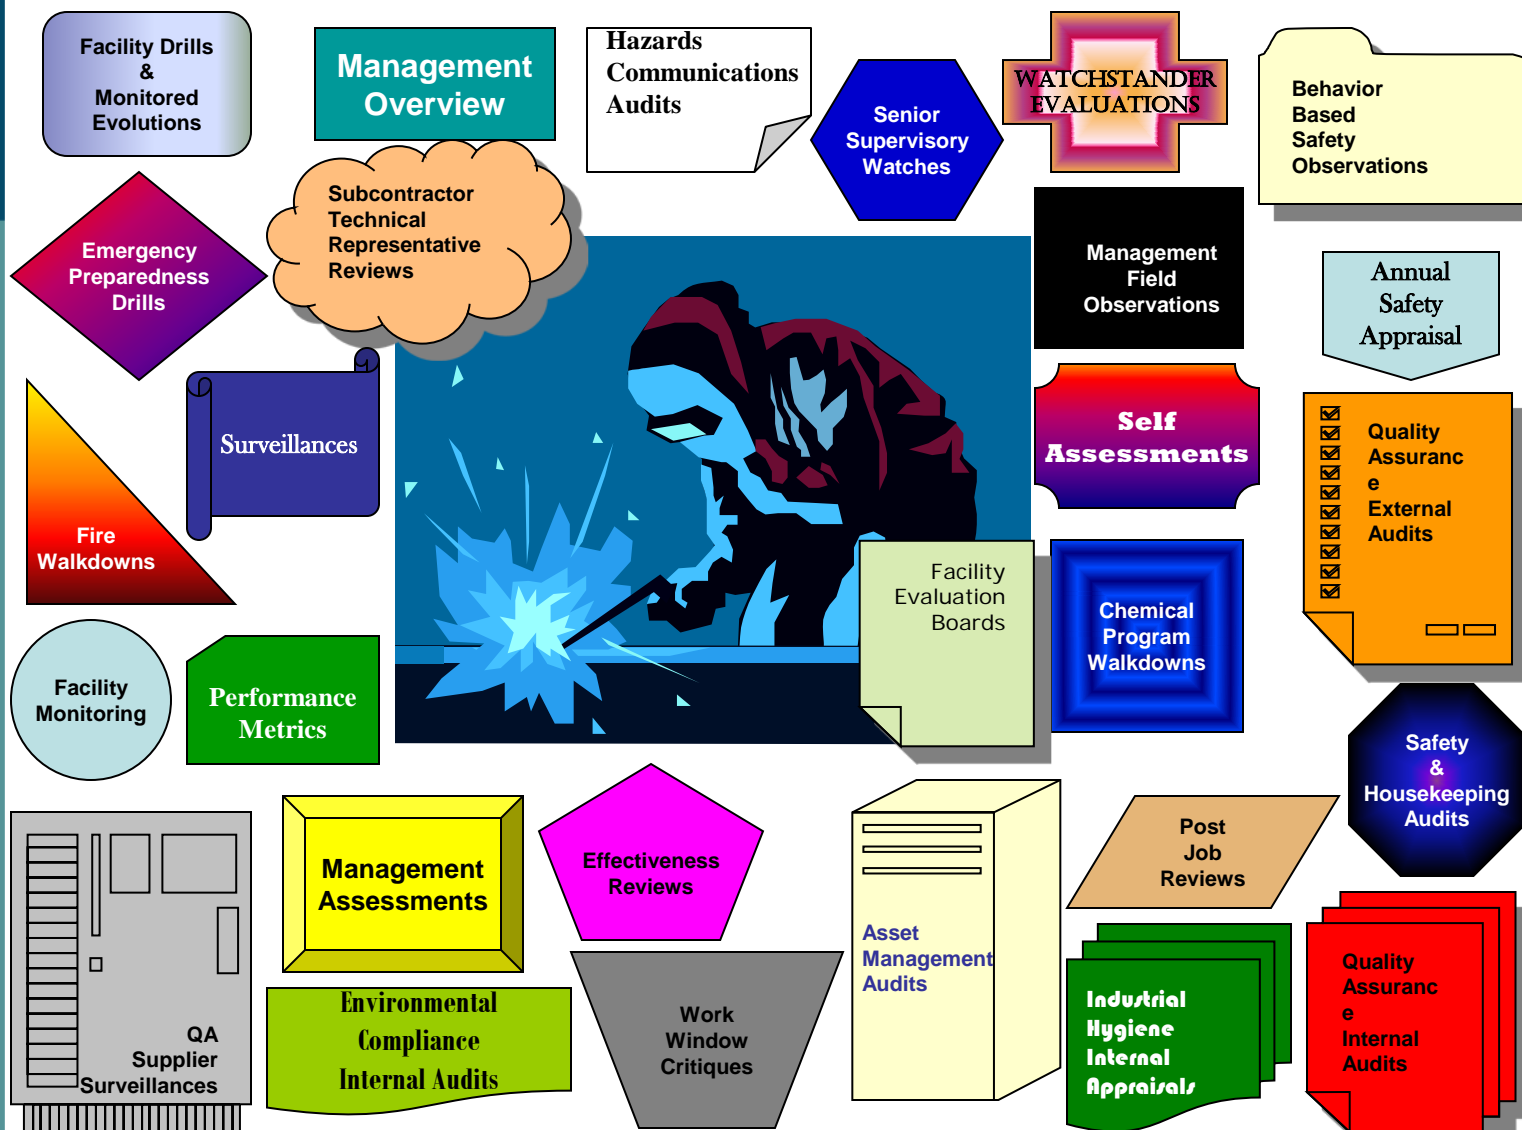 Facility Drills
&
Monitored
Evolutions
Management
Overview
Hazards
Communications
Audits
Senior
Supervisory
Watches
WATCHSTANDER
EVALUATIONS
Behavior
Based
Safety
Observations
Emergency
Preparedness
Drills
Subcontractor
Technical
Representative
Reviews
Management
Field
Observations
Annual
Safety
Appraisal
Surveillances
Self
Assessments
Quality
Assuranc
e
External
Audits
Fire
Walkdowns
Facility
Evaluation
Boards
Chemical
Program
Walkdowns
Facility
Monitoring
Performance
Metrics
Safety
&
Housekeeping
Audits
Management
Assessments
Effectiveness
Reviews
Post
Job
Reviews
Asset
Management
Audits
QA
Supplier
Surveillances
Environmental
Compliance
Internal Audits
Work
Window
Critiques
Industrial
Hygiene
Internal
Appraisals
Quality
Assuranc
e
Internal
Audits